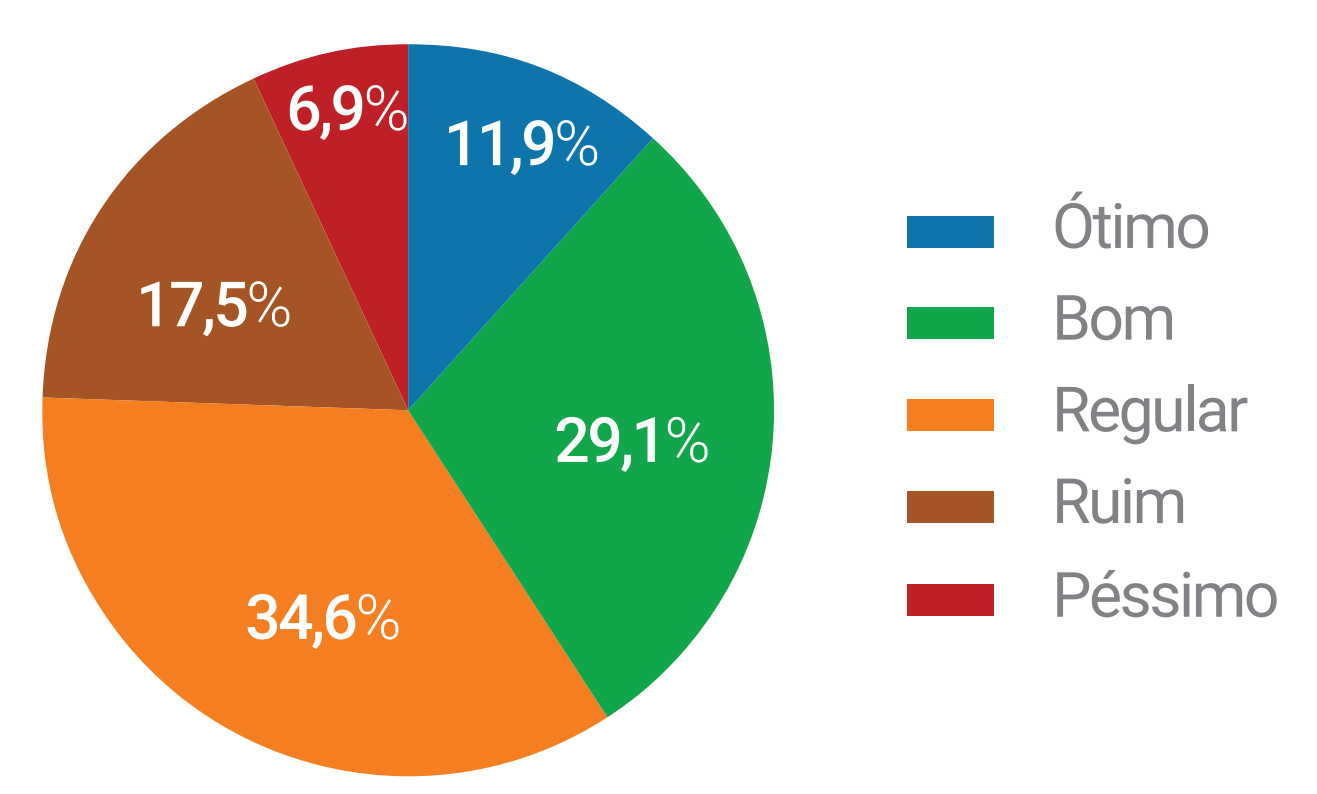 6,9%
11,9%
17,5%
29,1%
34,6%
Ótimo
Bom
Regular
Ruim
Péssimo